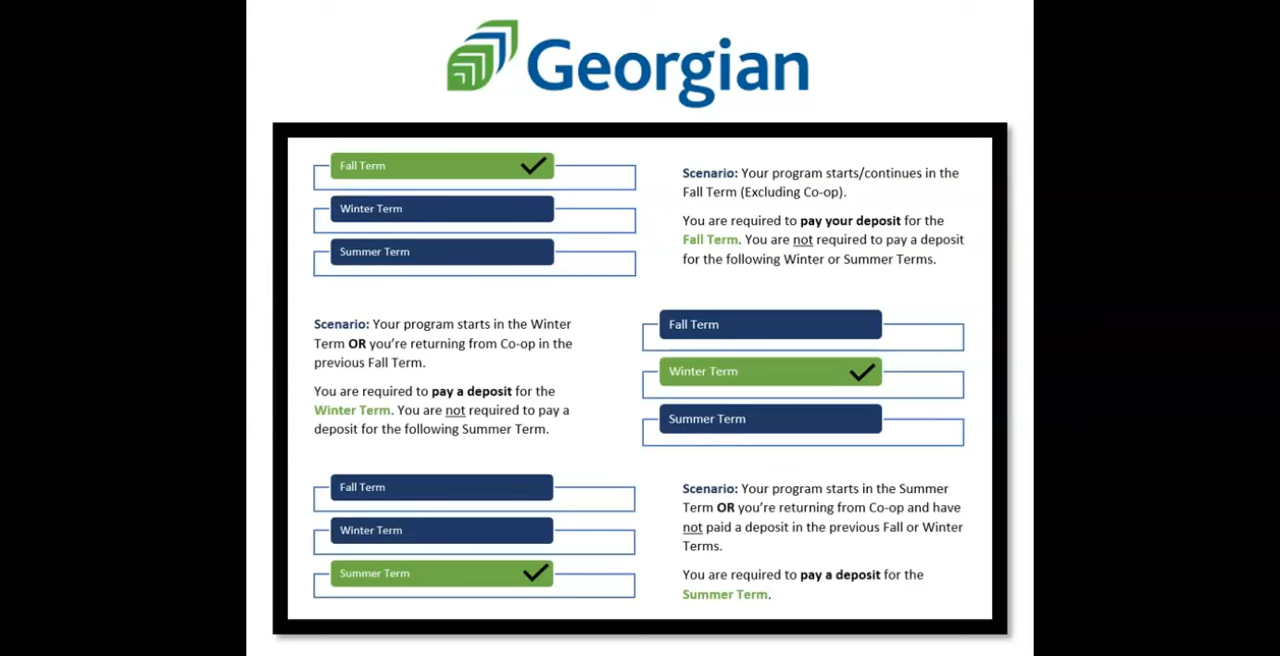 Georgian
Fall Term
Winter Term
Summer Term
Scenario: Your program starts/continues in the
Fall Term (Excluding Co-op).
You are required to pay your deposit for the
Fall Term. You are not required to pay a deposit
for the following Winter or Summer Terms.
Scenario: Your program starts in the Winter
Term OR you're returning from Co-op in the
previous Fall Term.
You are required to pay a deposit for the
Winter Term. You are not required to pay a
deposit for the following Summer Term.
Fall Term
Winter Term
Summer Term
Fall Term
Winter Term
Summer Term
Scenario: Your program starts in the Summer
Term OR you're returning from Co-op and have
not paid a deposit in the previous Fall or Winter
Terms.
You are required to pay a deposit for the
Summer Term.